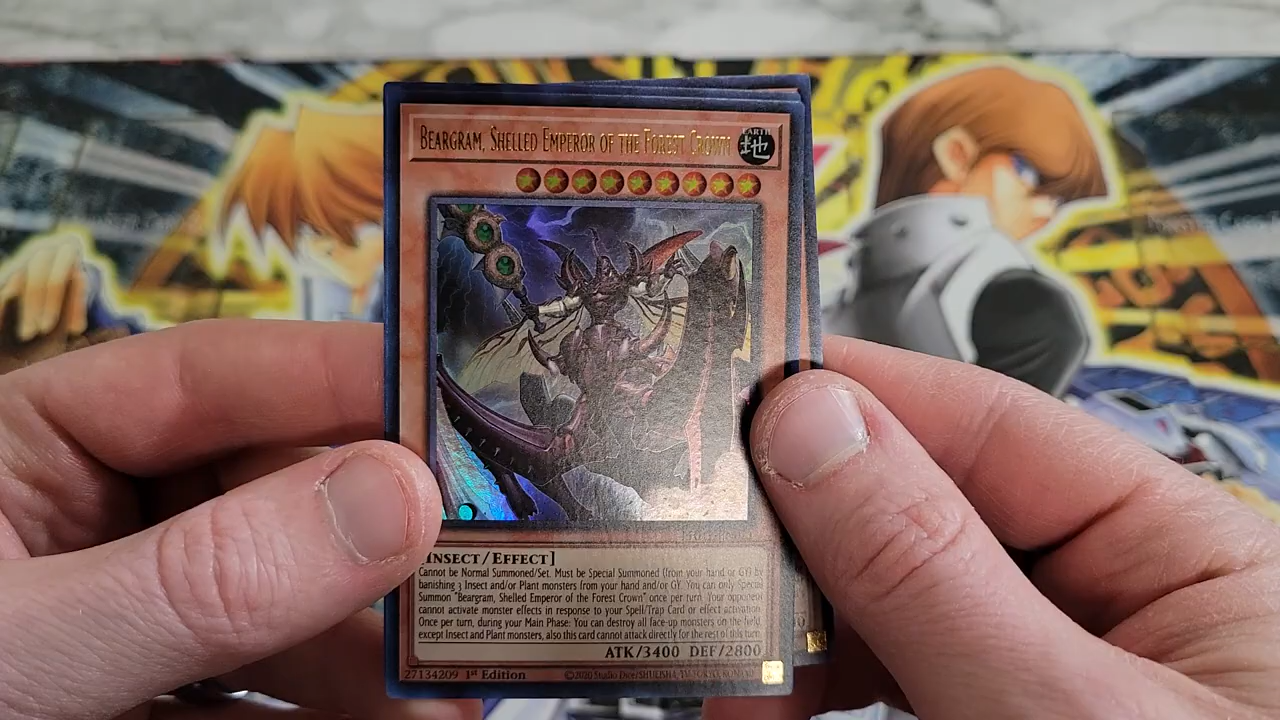 BEARGRAM, SHELLED EMPEROR OF THE FOREST CROWN
EARTH
地
[INSECT/EFFECT]
Cannot be Normal Summoned/Set. Must be Special Summoned (from your hand or GY) by
banishing 3 Insect and/or Plant monsters from your hand and/or GY. You can only Special
Summon "Beargram, Shelled Emperor of the Forest Crown" once per turn. Your opponent
cannot activate monster effects in response to your Spell/Trap Card or effect activation.
Once per turn, during your Main Phase: You can destroy all face-up monsters on the field,
except Insect and Plant monsters, also this card cannot attack directly for the rest of this turn.
ATK/3400 DEF/2800
27134209 1st Edition ©2020 Studio Dice/SHUEISHA, TV TOKYO, KONAMI